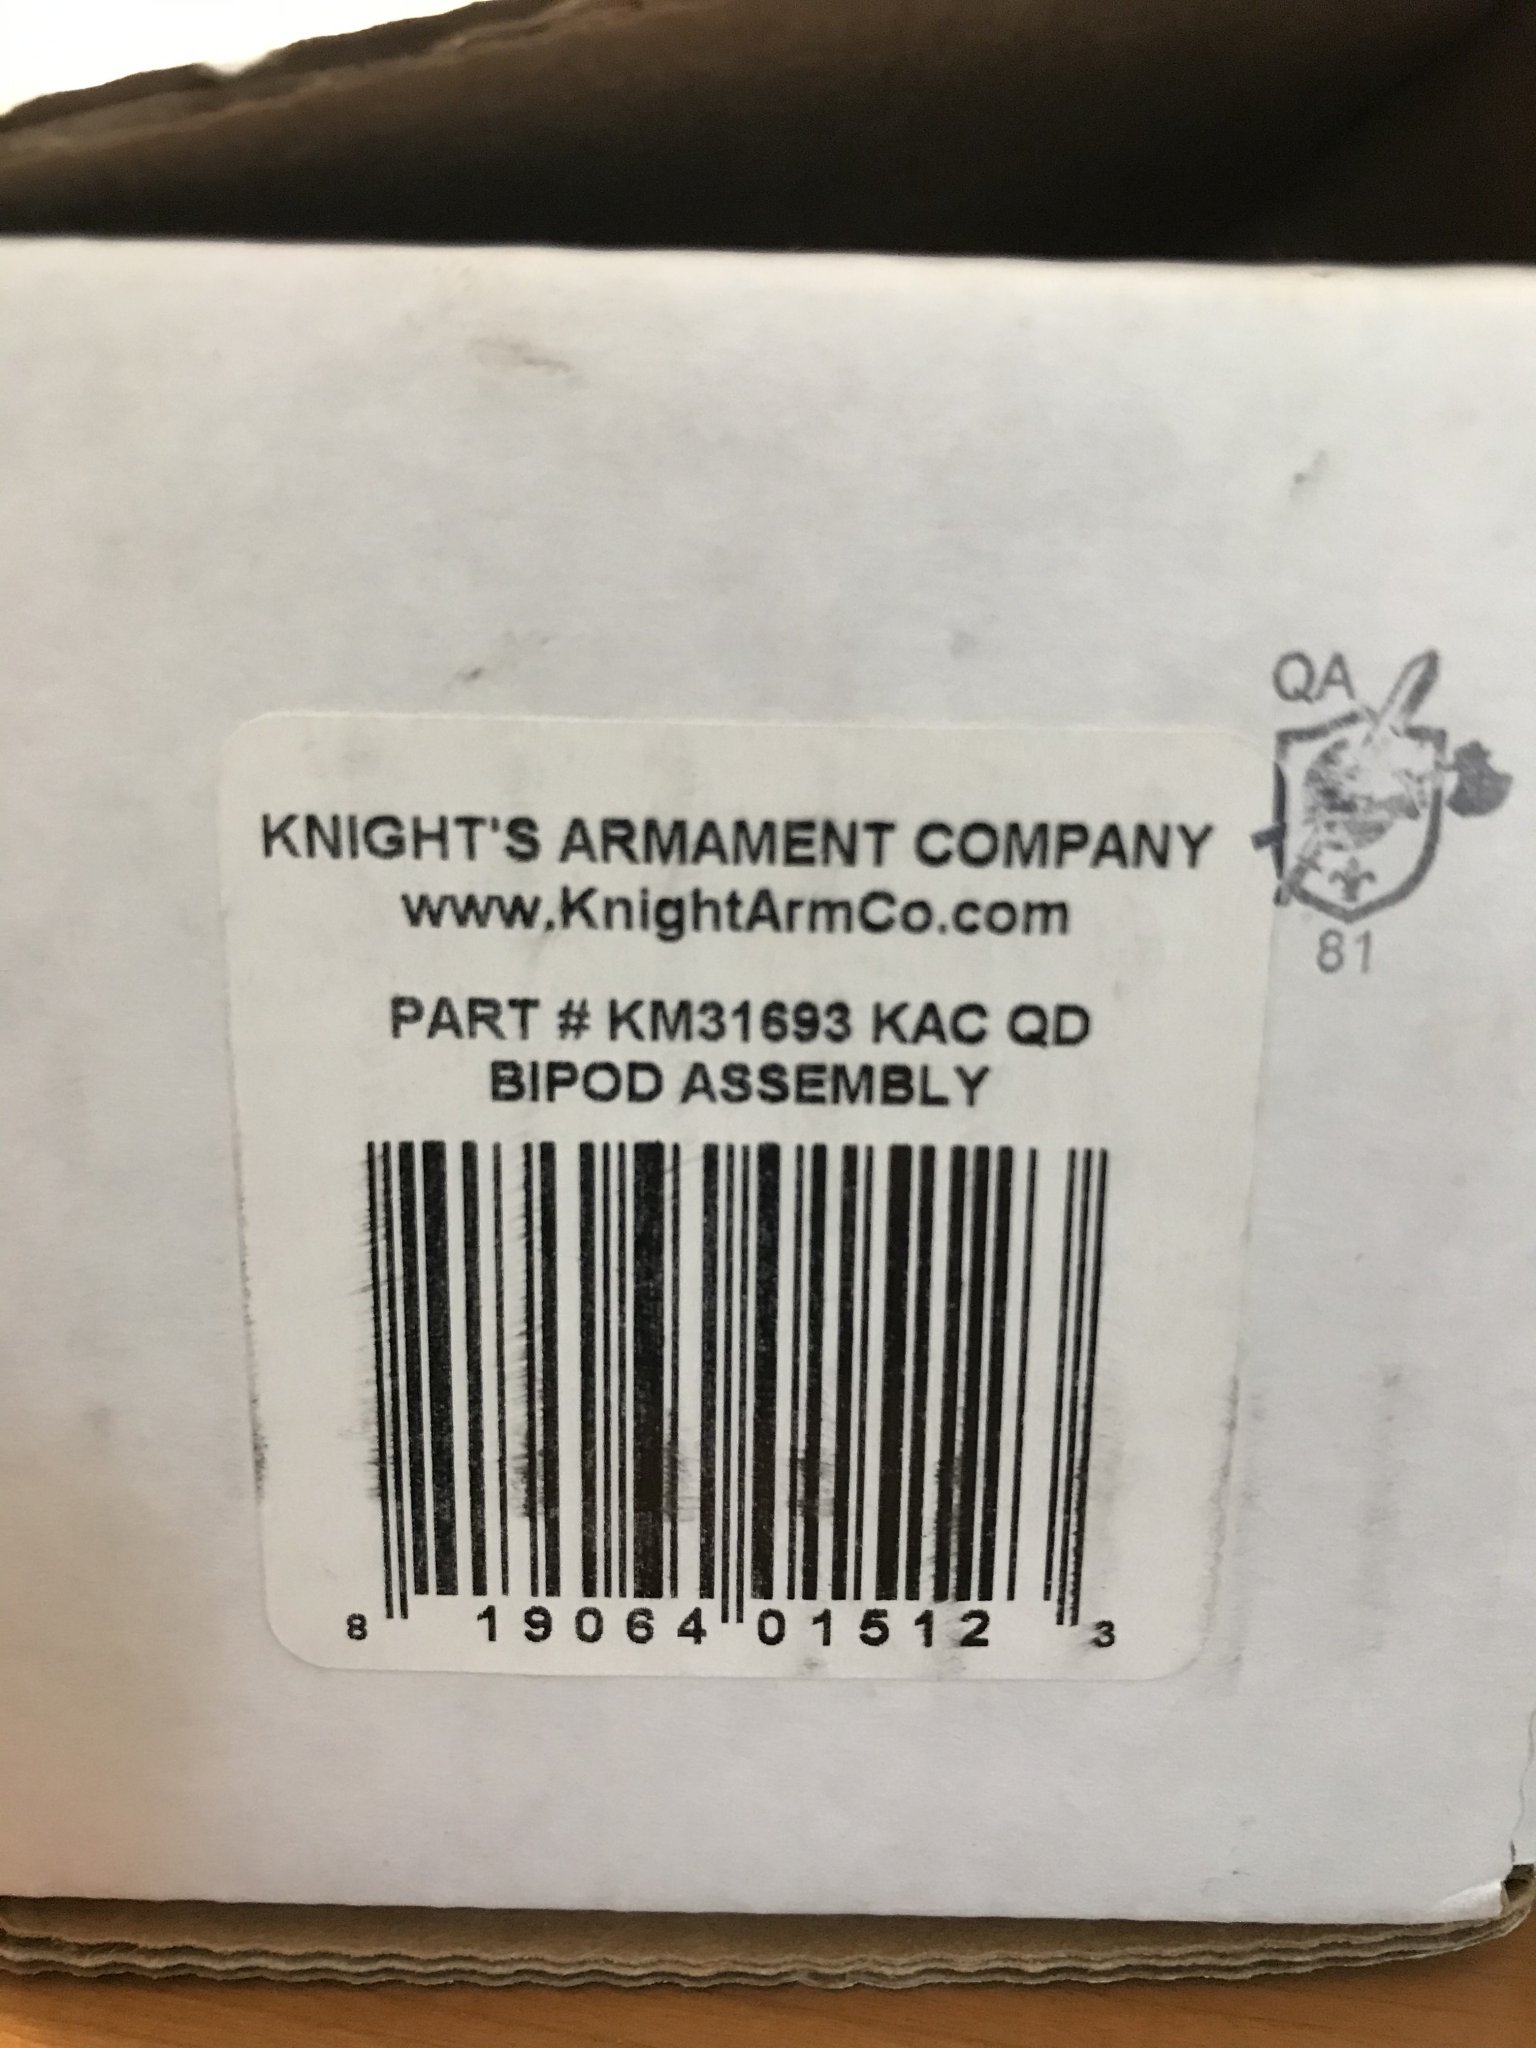 QA
KNIGHT'S ARMAMENT COMPANY
www.KnightArmCo.com
81
PART # KM31693 KAC QD
BIPOD ASSEMBLY
8 19064 01512 3